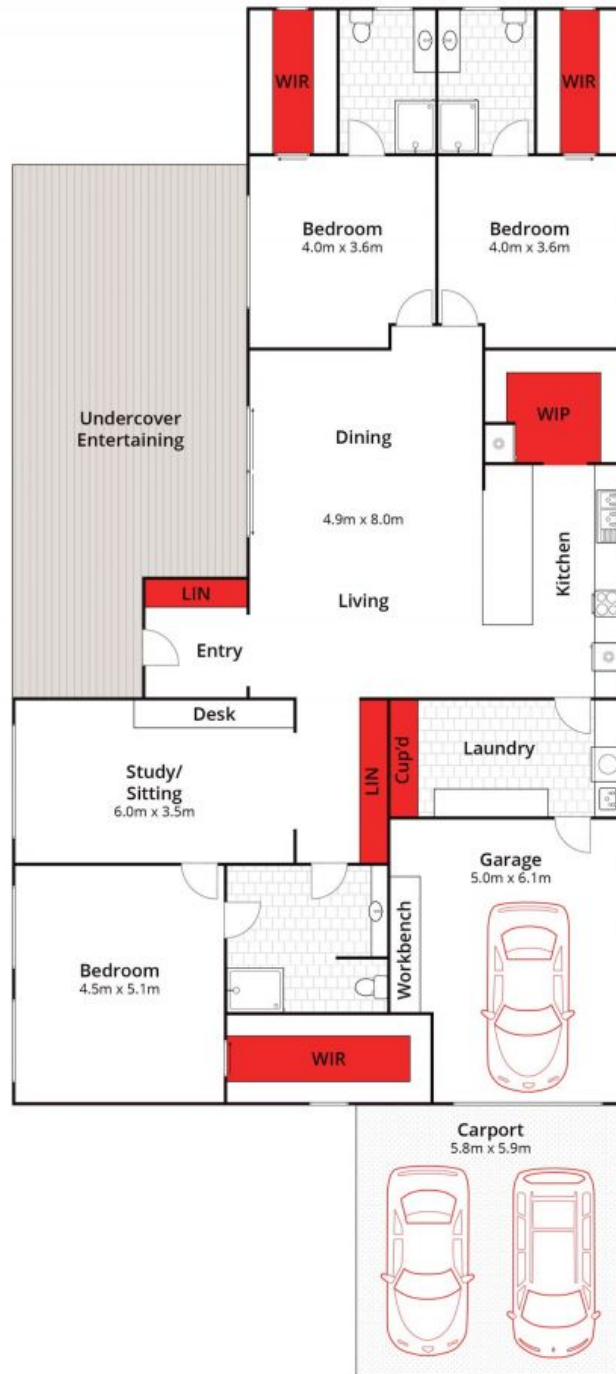 WIR
WIR
Bedroom
4.0m x 3.6m
Bedroom
4.0m x 3.6m
Undercover
Entertaining
Dining
WIP
4.9m x 8.0m
Kitchen
LIN
Living
Entry
Desk
Study/
Sitting
6.0m x 3.5m
LIN
Cup'd
Laundry
Garage
5.0m x 6.1m
Workbench
Bedroom
4.5m x 5.1m
WIR
Carport
5.8m x 5.9m